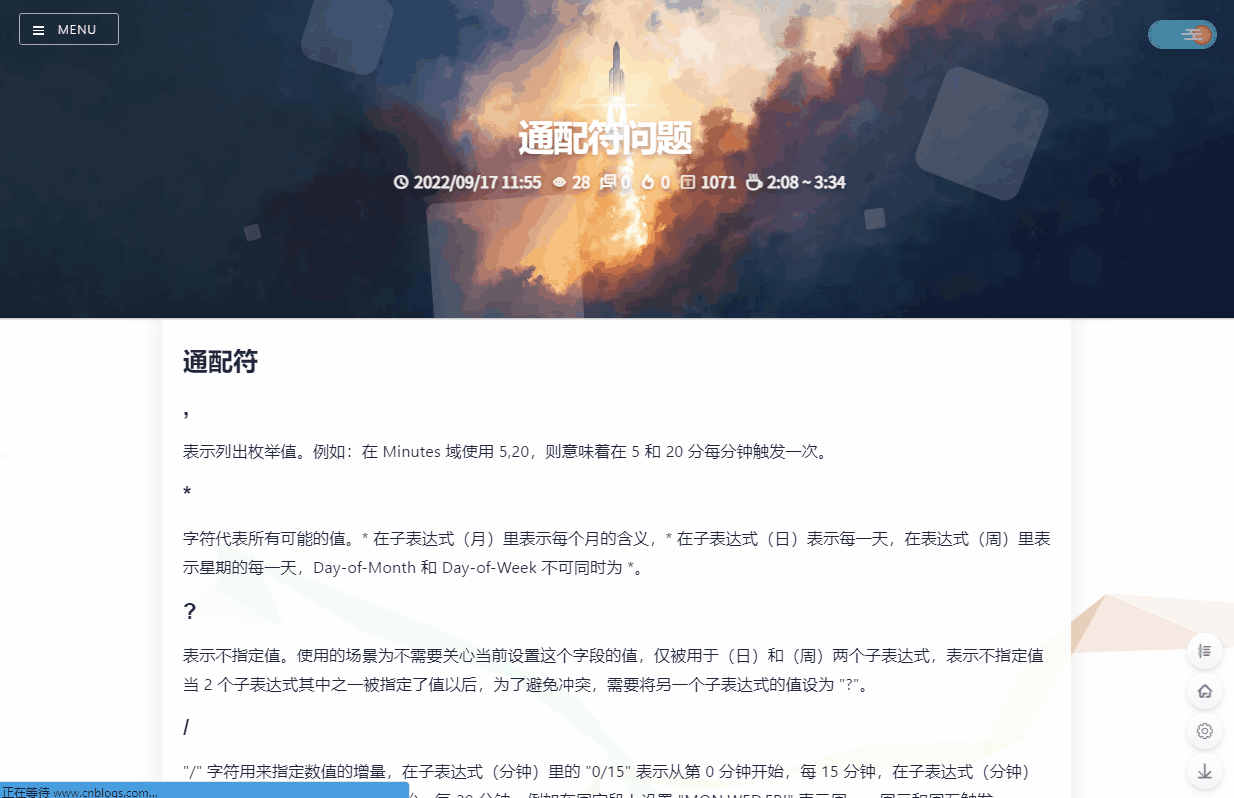 MENU
通配符问题
2022/09/17 11:55 28 0 0 1071 2:08 ~ 3:34
通配符
,
表示列出枚举值。例如：在 Minutes 域使用 5,20，则意味着在 5 和 20 分每分钟触发一次。
*
字符代表所有可能的值。* 在子表达式（月）里表示每个月的含义，* 在子表达式（日）表示每一天，在表达式（周）里表
示星期的每一天，Day-of-Month 和 Day-of-Week 不可同时为 *。
?
表示不指定值。使用的场景为不需要关心当前设置这个字段的值，仅被用于（日）和（周）两个子表达式，表示不指定值
当 2 个子表达式其中之一被指定了值以后，为了避免冲突，需要将另一个子表达式的值设为 "?"。
/
"/" 字符用来指定数值的增量，在子表达式（分钟）里的 "0/15" 表示从第 0 分钟开始，每 15 分钟，在子表达式（分钟）
正在等待 www.cnblogs.com...